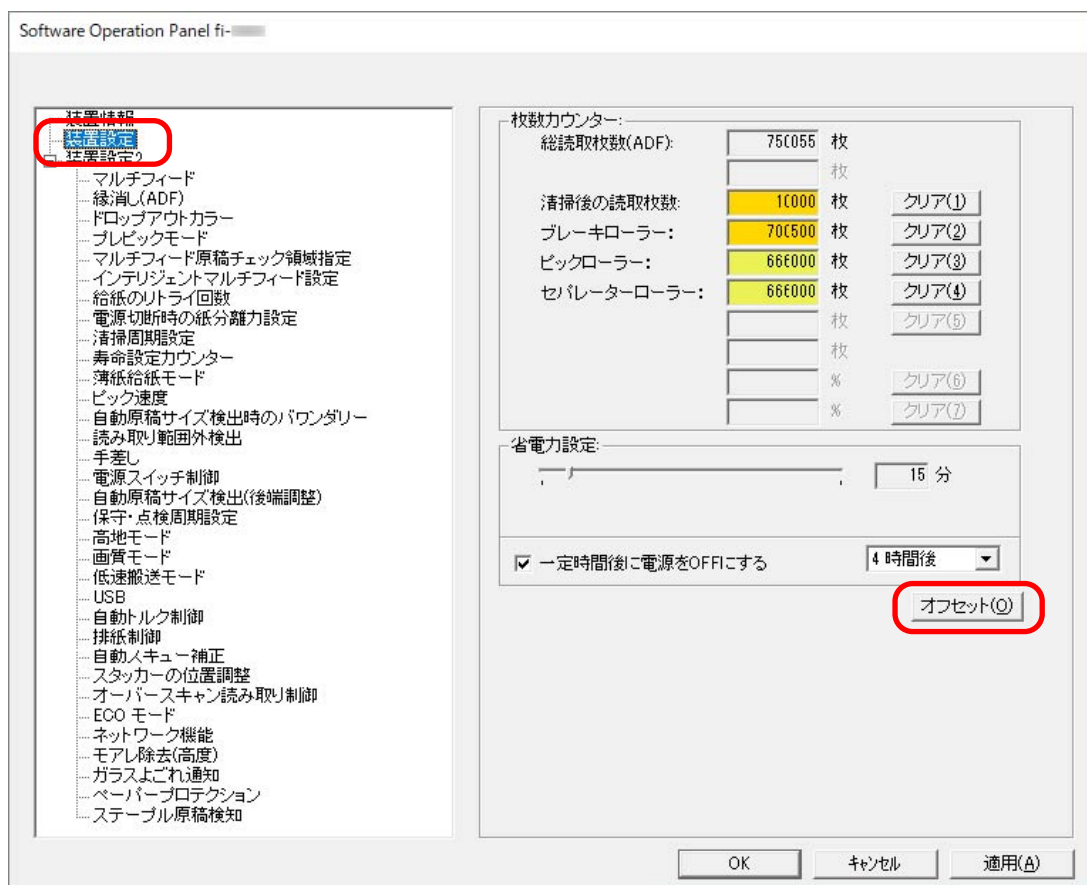 Software Operation Panel fi-
装置情報
装置設定
装置設定2
マルチフィード
縁消し(ADF)
ドロップアウトカラー
プレピックモード
マルチフィード原稿チェック領域指定
インテリジェントマルチフィード設定
給紙のリトライ回数
電源切断時の紙分離力設定
清掃周期設定
寿命設定カウンター
薄紙給紙モード
ピック速度
自動原稿サイズ検出時のバウンダリー
読み取り範囲外検出
手差し
電源スイッチ制御
自動原稿サイズ検出(後端調整)
保守・点検周期設定
高地モード
画質モード
低速搬送モード
USB
自動トルク制御
排紙制御
自動スキュー補正
スタッカーの位置調整
オーバースキャン読み取り制御
ECO モード
ネットワーク機能
モアレ除去(高度)
ガラスよごれ通知
ペーパープロテクション
ステープル原稿検知
枚数カウンター:
総読取枚数(ADF): 750055 枚
枚
清掃後の読取枚数: 10000 枚 クリア(1)
ブレーキローラー: 700500 枚 クリア(2)
ピックローラー: 666000 枚 クリア(3)
セパレーターローラー: 666000 枚 クリア(4)
枚 クリア(5)
枚
% クリア(6)
% クリア(7)
省電力設定:
15 分
一定時間後に電源をOFFにする 4 時間後
オフセット(O)
OK キャンセル 適用(A)